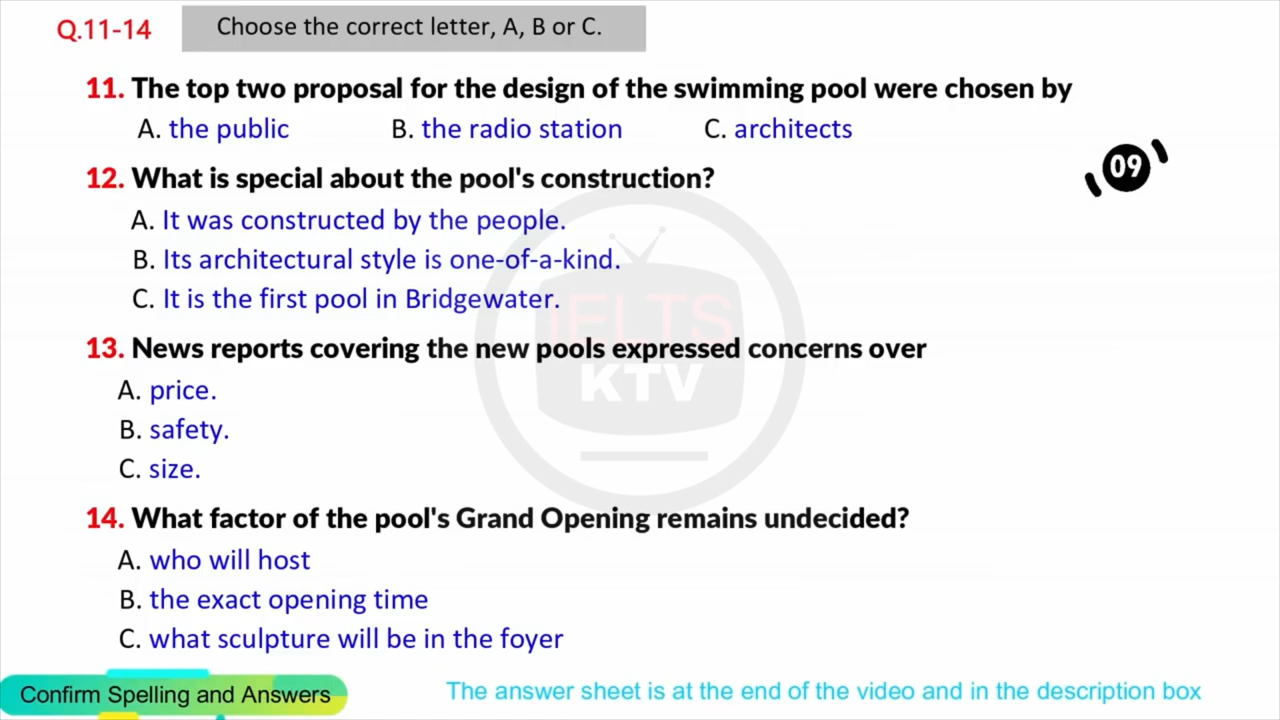 Q.11-14 Choose the correct letter, A, B or C.
11. The top two proposal for the design of the swimming pool were chosen by
A. the public B. the radio station C. architects
09
12. What is special about the pool's construction?
A. It was constructed by the people.
B. Its architectural style is one-of-a-kind.
C. It is the first pool in Bridgewater.
IELTS
13. News reports covering the new pools expressed concerns over
KTV
A. price.
B. safety.
C. size.
14. What factor of the pool's Grand Opening remains undecided?
A. who will host
B. the exact opening time
C. what sculpture will be in the foyer
Confirm Spelling and Answers The answer sheet is at the end of the video and in the description box